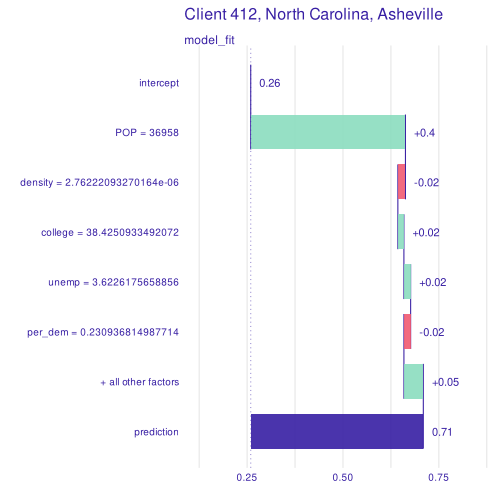 Client 412, North Carolina, Asheville
model_fit
intercept 0.26
POP = 36958 +0.4
density = 2.76222093270164e-06 -0.02
college = 38.4250933492072 +0.02
unemp = 3.6226175658856 +0.02
per_dem = 0.230936814987714 -0.02
+ all other factors +0.05
prediction 0.71
0.25 0.50 0.75